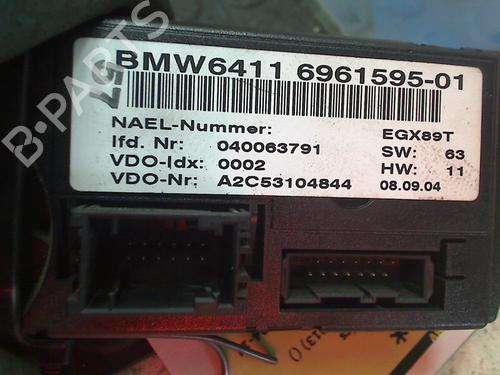 BMW6411 6961595-01
57
NAEL-Nummer: EGX89T
lfd. Nr: 040063791 SW: 63
VDO-Idx: 0002 HW: 11
VDO-Nr: A2C53104844 08.09.04
B-PARTS